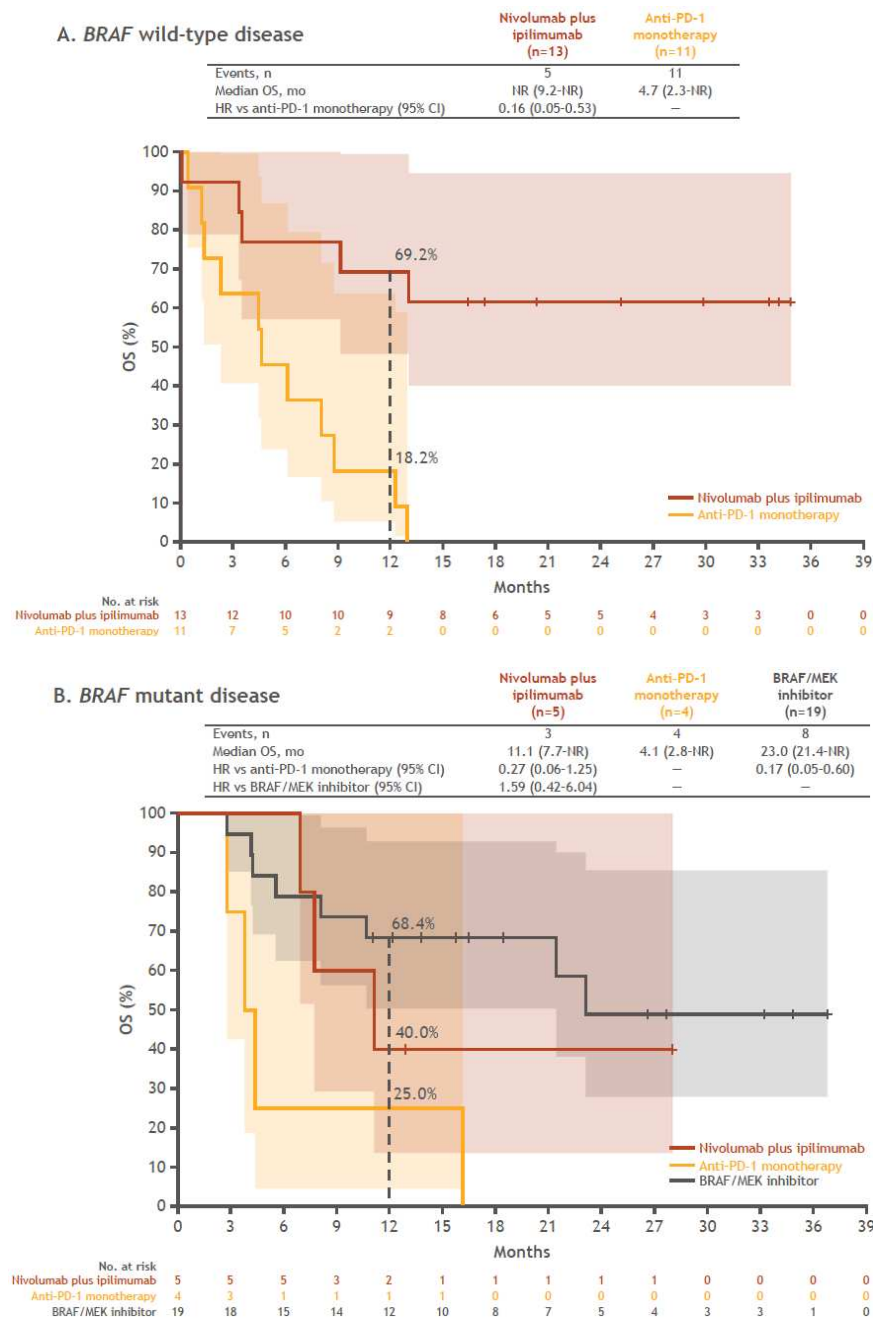 A. BRAF wild-type disease
Nivolumab plus ipilimumab (n=13) Anti-PD-1 monotherapy (n=11)
Events, n 5 11
Median OS, mo NR (9.2-NR) 4.7 (2.3-NR)
HR vs anti-PD-1 monotherapy (95% CI) 0.16 (0.05-0.53) —
100
90
80
70
60
50
40
30
20
10
0
OS (%)
69.2%
18.2%
Nivolumab plus ipilimumab
Anti-PD-1 monotherapy
0 3 6 9 12 15 18 21 24 27 30 33 36 39
Months
No. at risk
Nivolumab plus ipilimumab 13 12 10 10 9 8 6 5 5 4 3 3 0 0
Anti-PD-1 monotherapy 11 7 5 2 2 0 0 0 0 0 0 0 0 0
B. BRAF mutant disease
Nivolumab plus ipilimumab (n=5) Anti-PD-1 monotherapy (n=4) BRAF/MEK inhibitor (n=19)
Events, n 3 4 8
Median OS, mo 11.1 (7.7-NR) 4.1 (2.8-NR) 23.0 (21.4-NR)
HR vs anti-PD-1 monotherapy (95% CI) 0.27 (0.06-1.25) — 0.17 (0.05-0.60)
HR vs BRAF/MEK inhibitor (95% CI) 1.59 (0.42-6.04) — —
100
90
80
70
60
50
40
30
20
10
0
OS (%)
68.4%
40.0%
25.0%
Nivolumab plus ipilimumab
Anti-PD-1 monotherapy
BRAF/MEK inhibitor
0 3 6 9 12 15 18 21 24 27 30 33 36 39
Months
No. at risk
Nivolumab plus ipilimumab 5 5 5 3 2 1 1 1 1 1 0 0 0 0
Anti-PD-1 monotherapy 4 3 1 1 1 1 0 0 0 0 0 0 0 0
BRAF/MEK inhibitor 19 18 15 14 12 10 8 7 5 4 3 3 1 0